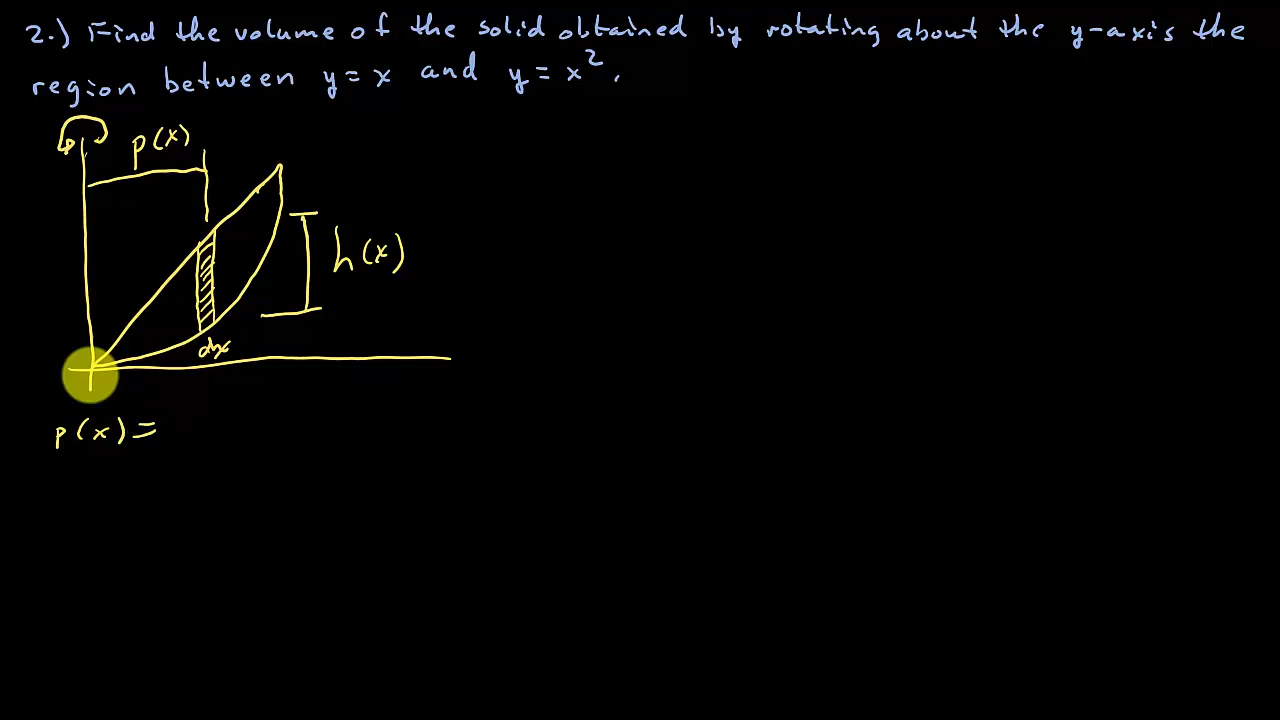 2.) Find the volume of the solid obtained by rotating about the y-axis the
region between y = x and y = x².
p(x)
h(x)
dx
p(x) =